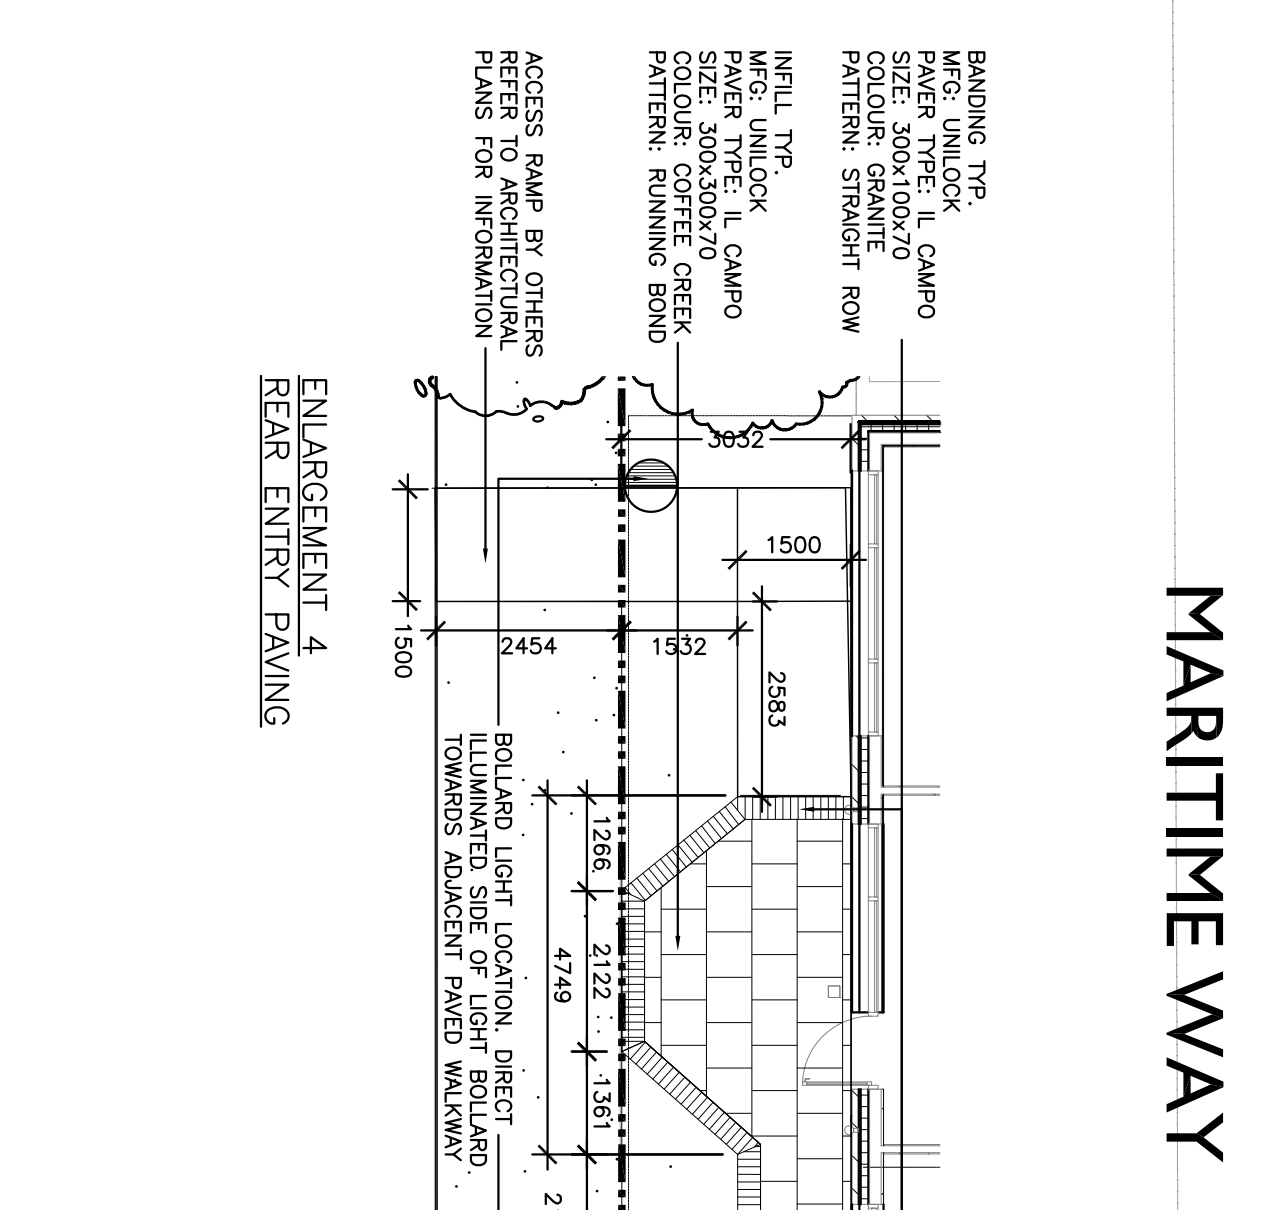 MARITIME WAY
BANDING TYP.
MFG: UNILOCK
PAVER TYPE: IL CAMPO
SIZE: 300x100x70
COLOUR: GRANITE
PATTERN: STRAIGHT ROW
INFILL TYP.
MFG: UNILOCK
PAVER TYPE: IL CAMPO
SIZE: 300x300x70
COLOUR: COFFEE CREEK
PATTERN: RUNNING BOND
ACCESS RAMP BY OTHERS
REFER TO ARCHITECTURAL
PLANS FOR INFORMATION
3032
1500
2583
1532
2454
1500
1266
2122
1361
4749
BOLLARD LIGHT LOCATION. DIRECT
ILLUMINATED SIDE OF LIGHT BOLLARD
TOWARDS ADJACENT PAVED WALKWAY
ENLARGEMENT 4
REAR ENTRY PAVING